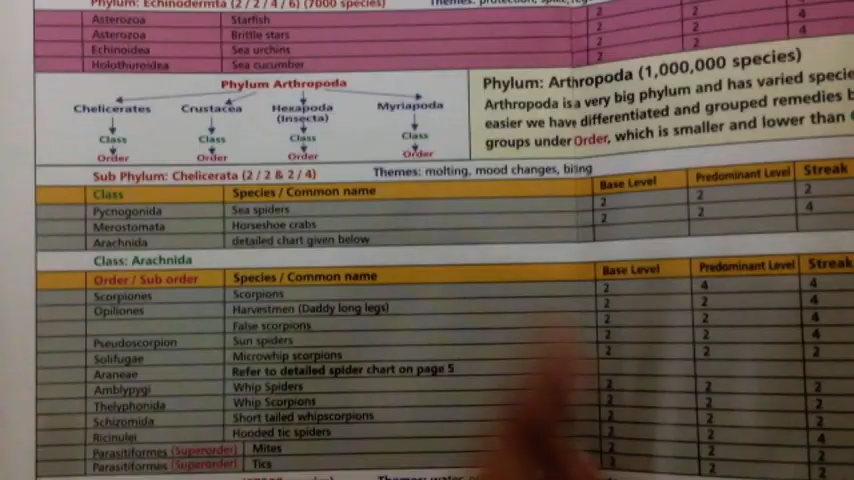 Phylum: Echinodermta (2 / 2 / 4 / 6) (7000 species) Themes: protection,
Asterozoa Starfish 2 2 4
Asterozoa Brittle stars 2 2 4
Echinoidea Sea urchins 2 2 4
Holothuroidea Sea cucumber 2 2
Phylum Arthropoda
Chelicerates Crustacea Hexapoda (Insecta) Myriapoda
Class Class Class Class
Order Order Order Order
Phylum: Arthropoda (1,000,000 species)
Arthropoda is a very big phylum and has varied specie
easier we have differentiated and grouped remedies b
groups under Order, which is smaller and lower than
Sub Phylum: Chelicerata (2 / 2 & 2 / 4) Themes: molting, mood changes, biting
Class Species / Common name Base Level Predominant Level Streak
Pycnogonida Sea spiders 2 2 2
Merostomata Horseshoe crabs 2 2 4
Arachnida detailed chart given below
Class: Arachnida
Order / Sub order Species / Common name Base Level Predominant Level Streak
Scorpiones Scorpions 2 4 4
Opiliones Harvestmen (Daddy long legs) 2 2 4
False scorpions 2 2 4
Pseudoscorpion Sun spiders 2 2 4
Solifugae Microwhip scorpions 2 2 2
Araneae Refer to detailed spider chart on page 5
Amblypygi Whip Spiders 2 2 2
Thelyphonida Whip Scorpions 2 2 2
Schizomida Short tailed whipscorpions 2 2 2
Ricinulei Hooded tic spiders 2 2 4
Parasitiformes (Superorder) Mites 2 2 2
Parasitiformes (Superorder) Tics 2 2 2